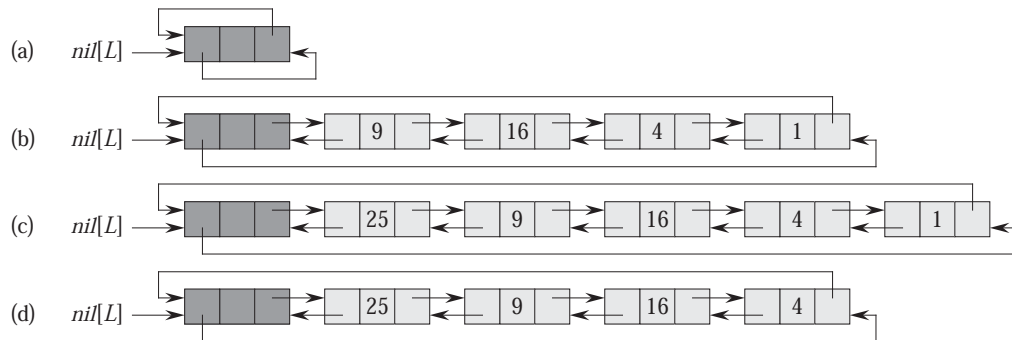 (a) nil[L]
(b) nil[L] 9 16 4 1
(c) nil[L] 25 9 16 4 1
(d) nil[L] 25 9 16 4